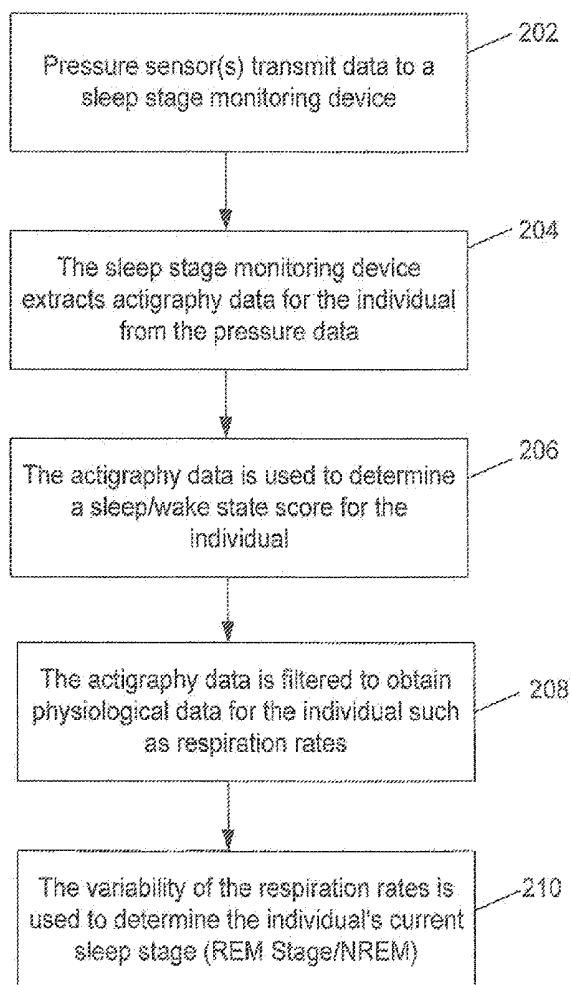 202
Pressure sensor(s) transmit data to a
sleep stage monitoring device
204
The sleep stage monitoring device
extracts actigraphy data for the individual
from the pressure data
206
The actigraphy data is used to determine
a sleep/wake state score for the
individual
208
The actigraphy data is filtered to obtain
physiological data for the individual such
as respiration rates
210
The variability of the respiration rates is
used to determine the individual's current
sleep stage (REM Stage/NREM)